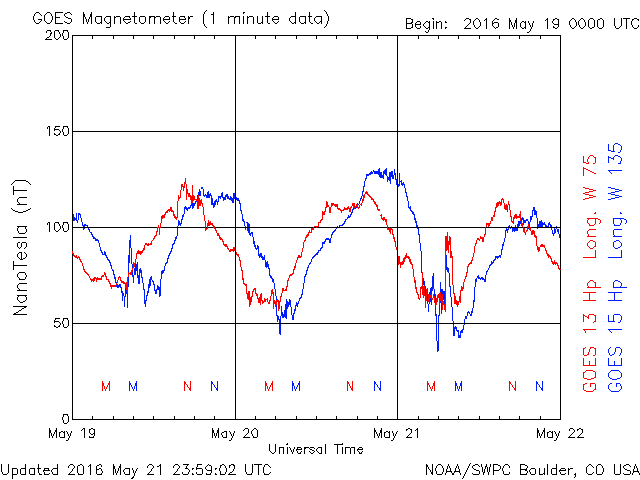 GOES Magnetometer (1 minute data)
Begin: 2016 May 19 0000 UTC
200
150
100
50
0
NanoTesla (nT)
M M N N M M N N M M N N
May 19 May 20 May 21 May 22
Universal Time
GOES 13 Hp Long. W 75
GOES 15 Hp Long. W 135
Updated 2016 May 21 23:59:02 UTC
NOAA/SWPC Boulder, CO USA